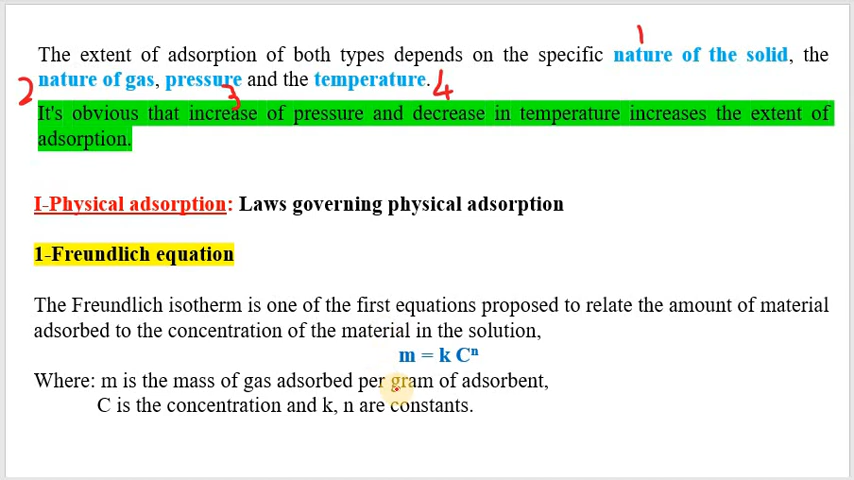 1
The extent of adsorption of both types depends on the specific nature of the solid, the
2 nature of gas, pressure and the temperature. 4
3
It's obvious that increase of pressure and decrease in temperature increases the extent of
adsorption.
I-Physical adsorption: Laws governing physical adsorption
1-Freundlich equation
The Freundlich isotherm is one of the first equations proposed to relate the amount of material
adsorbed to the concentration of the material in the solution,
m = k Cⁿ
Where: m is the mass of gas adsorbed per gram of adsorbent,
C is the concentration and k, n are constants.